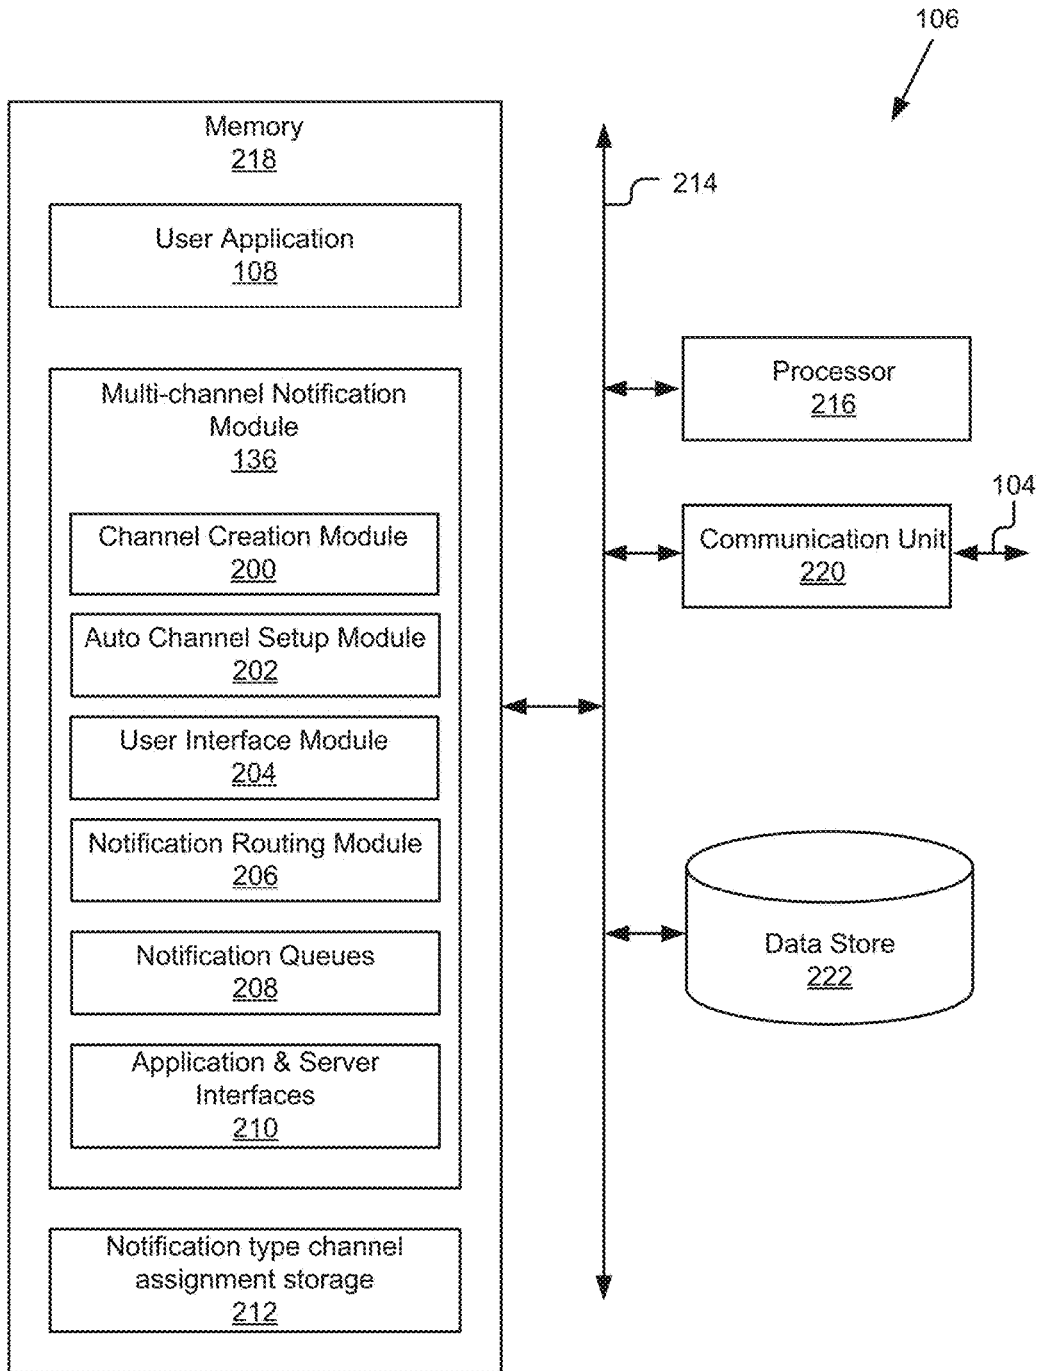 106
Memory
218
214
User Application
108
Processor
216
Multi-channel Notification
Module
136
104
Channel Creation Module
200
Communication Unit
220
Auto Channel Setup Module
202
User Interface Module
204
Notification Routing Module
206
Notification Queues
208
Data Store
222
Application & Server
Interfaces
210
Notification type channel
assignment storage
212